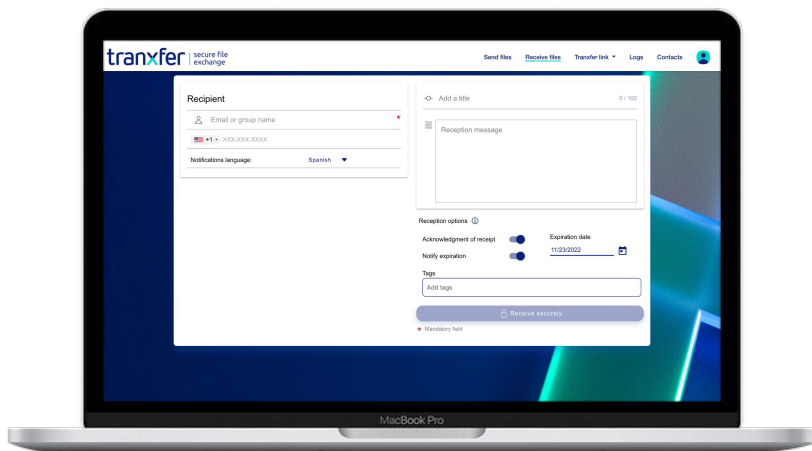 tranxfer
secure file
exchange
Send files
Receive files
Tranxfer link
Logs
Contacts
Recipient
Email or group name
*
+1
XXX-XXX-XXXX
Notifications language:
Spanish
Add a title
0 / 100
Reception message
Reception options
Acknowledgment of receipt
Notify expiration
Expiration date
11/23/2022
Tags
Add tags
Receive securely
* Mandatory field
MacBook Pro